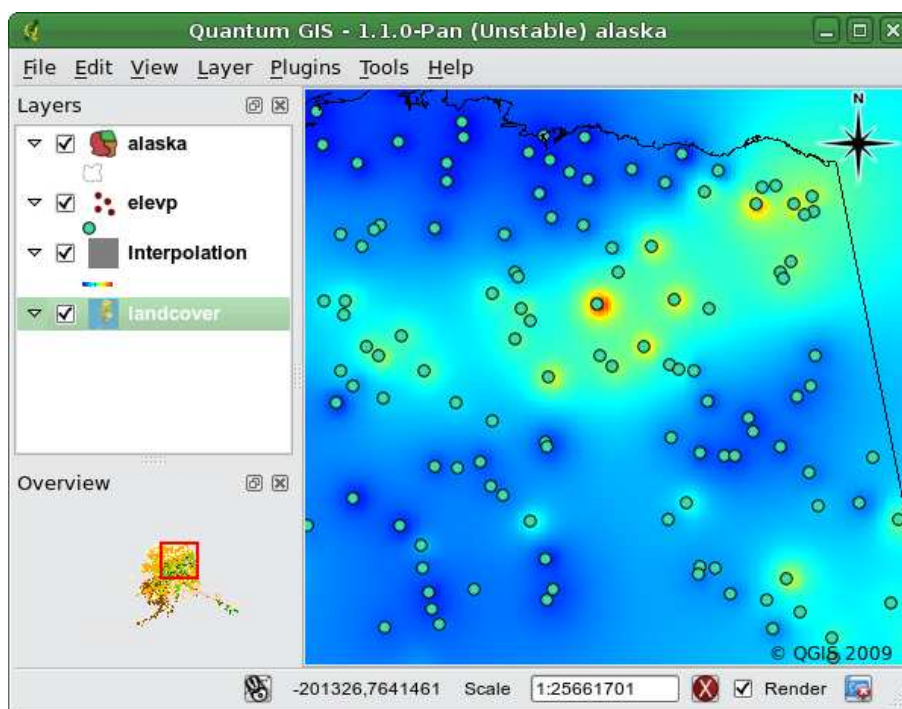 Quantum GIS - 1.1.0-Pan (Unstable) alaska
File Edit View Layer Plugins Tools Help
Layers
alaska
elevp
Interpolation
landcover
Overview
N
© QGIS 2009
-201326,7641461 Scale 1:25661701 Render